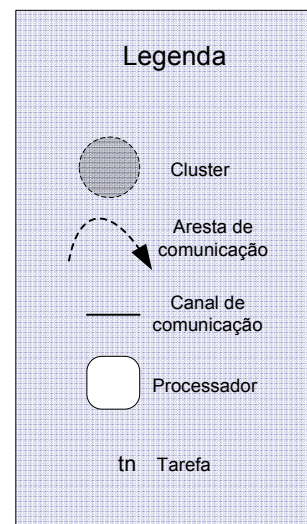 Legenda
Cluster
Aresta de
comunicação
Canal de
comunicação
Processador
tn Tarefa